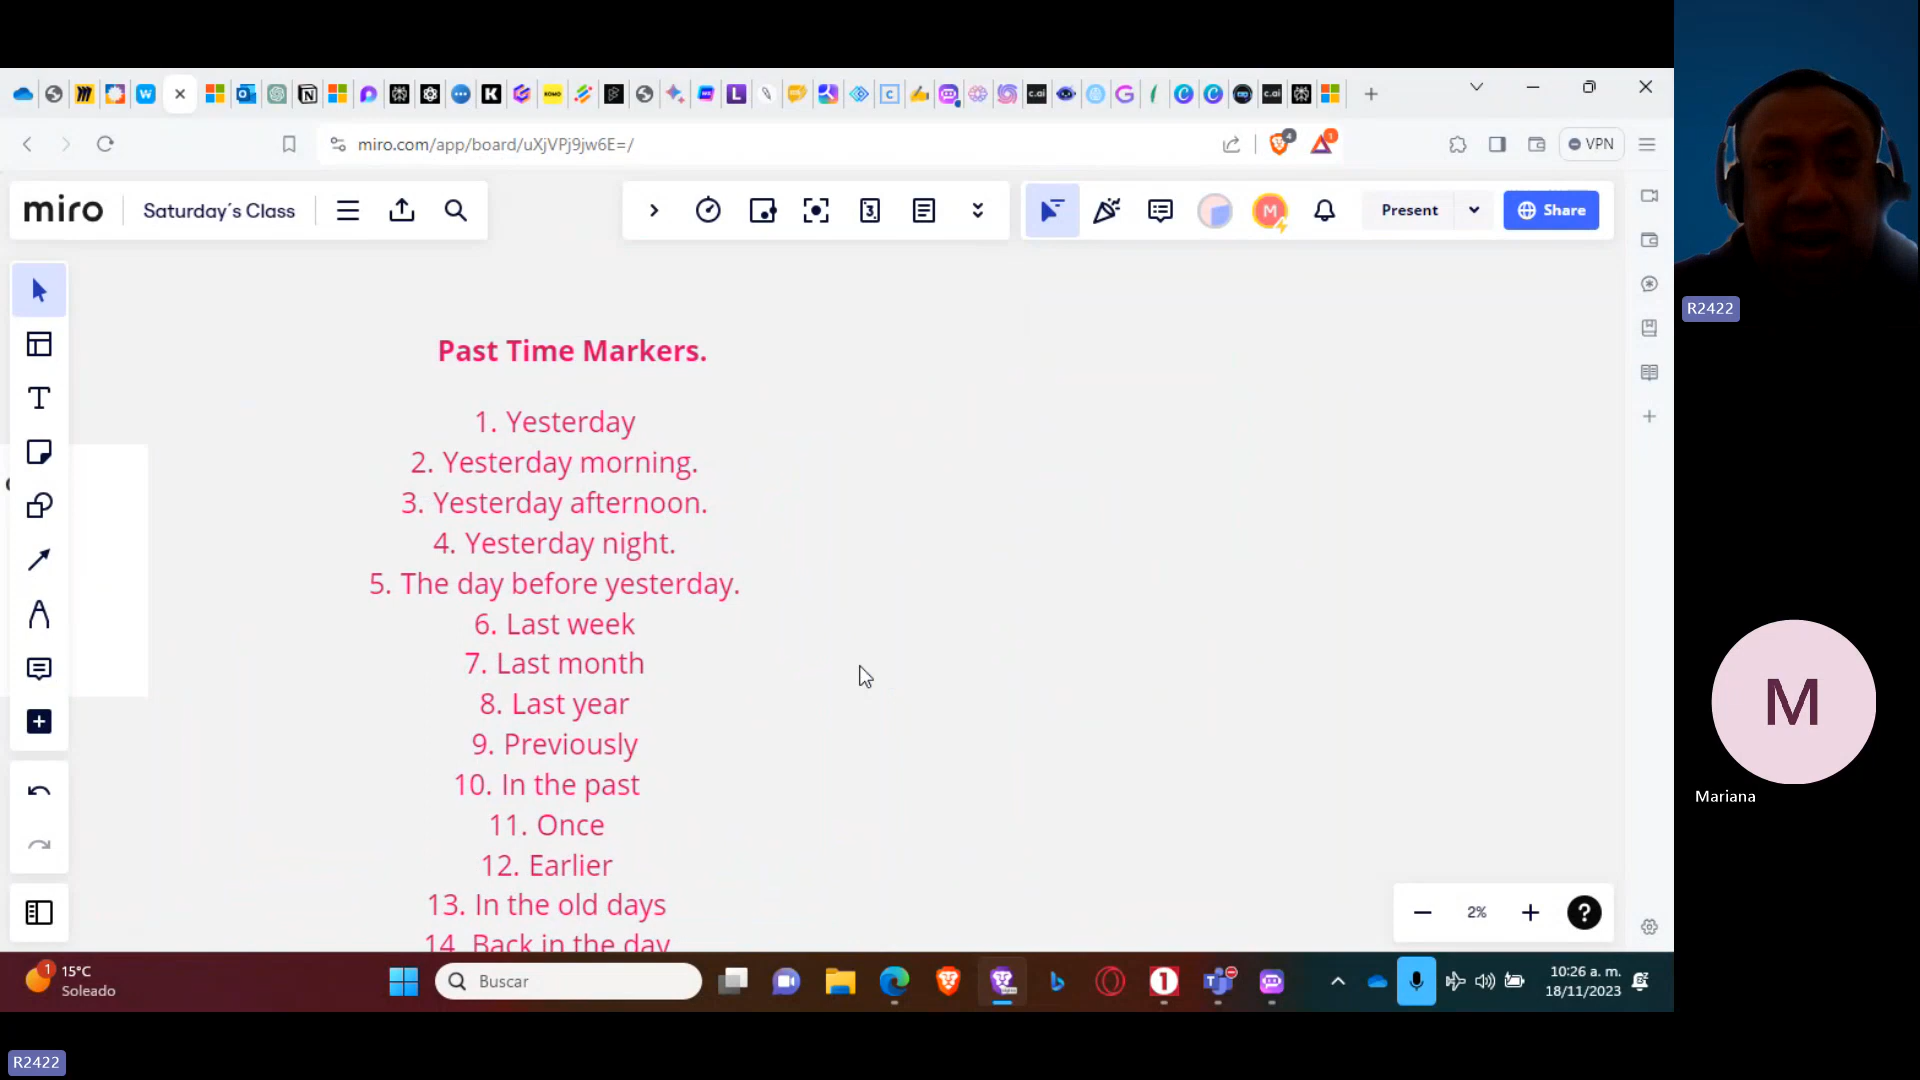 miro.com/app/board/uXjVPj9jw6E=/
VPN
miro
Saturday´s Class
Present
Share
Past Time Markers.
1. Yesterday
2. Yesterday morning.
3. Yesterday afternoon.
4. Yesterday night.
5. The day before yesterday.
6. Last week
7. Last month
8. Last year
9. Previously
10. In the past
11. Once
12. Earlier
13. In the old days
14. Back in the day
2%
15°C
Soleado
Buscar
10:26 a. m.
18/11/2023
R2422
M
Mariana
R2422